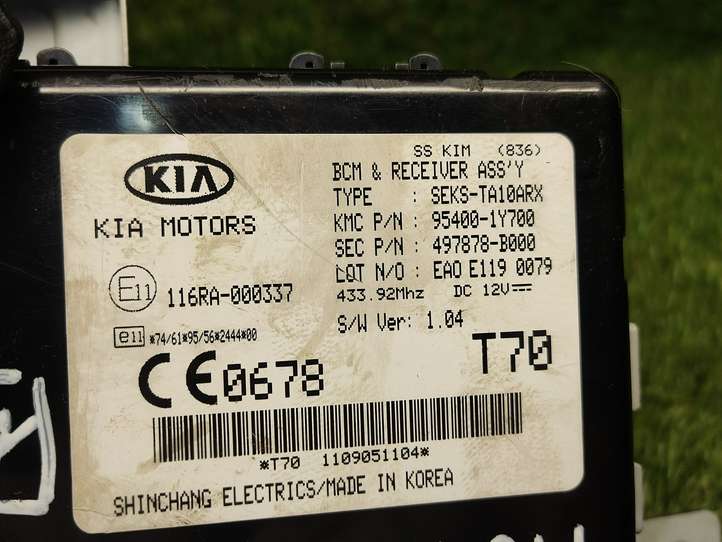 SS KIM (836)
KIA
KIA MOTORS
BCM & RECEIVER ASS'Y
TYPE : SEKS-TA10ARX
KMC P/N : 95400-1Y700
SEC P/N : 497878-B000
LQT N/O : EAO E119 0079
433.92Mhz DC 12V
S/W Ver: 1.04
E11 116RA-000337
e11 *74/61*95/56*2444*00
CE0678
T70
*T70 1109051104*
SHINCHANG ELECTRICS/MADE IN KOREA